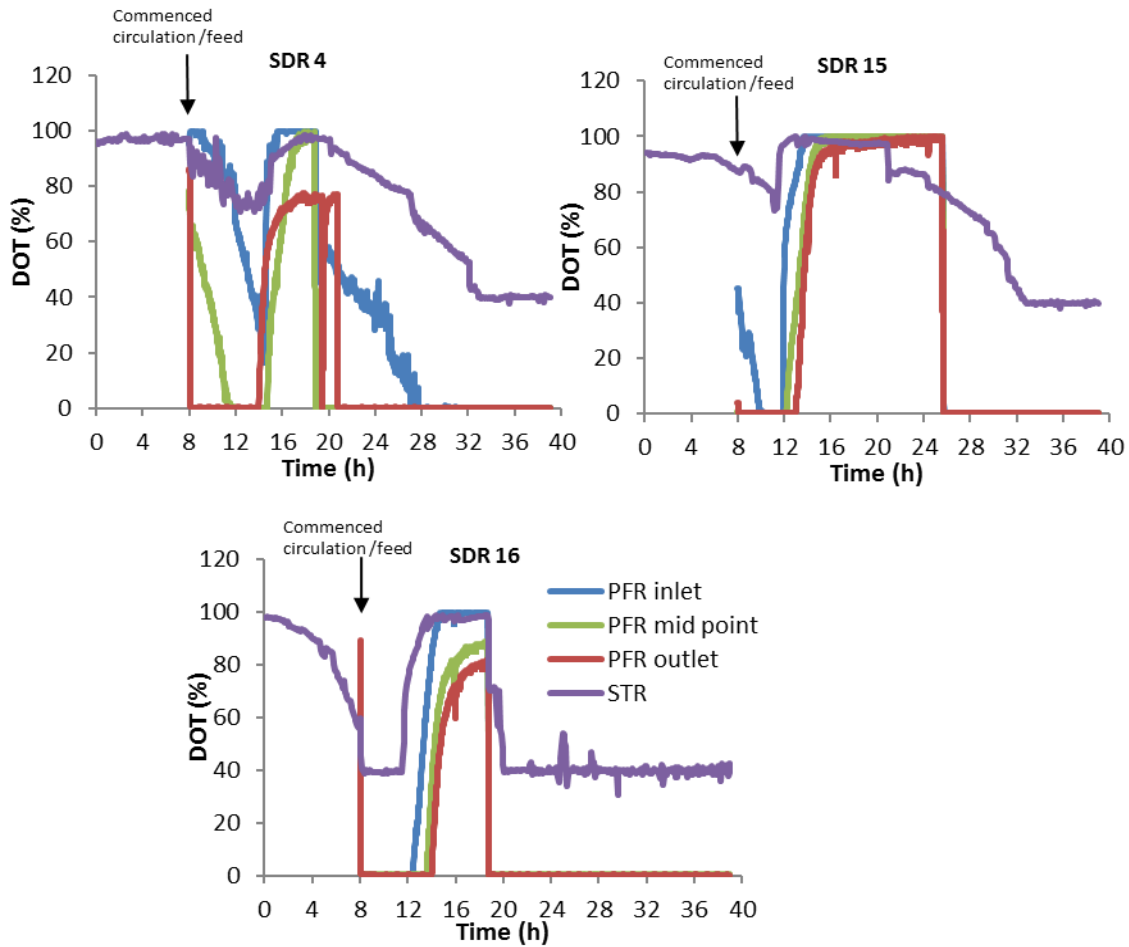 Commenced
circulation/feed
SDR 4
120
100
80
60
40
20
0
DOT (%)
0 4 8 12 16 20 24 28 32 36 40
Time (h)
Commenced
circulation/feed
SDR 15
120
100
80
60
40
20
0
DOT (%)
0 4 8 12 16 20 24 28 32 36 40
Time (h)
Commenced
circulation/feed
SDR 16
120
100
80
60
40
20
0
DOT (%)
0 4 8 12 16 20 24 28 32 36 40
Time (h)
PFR inlet
PFR mid point
PFR outlet
STR